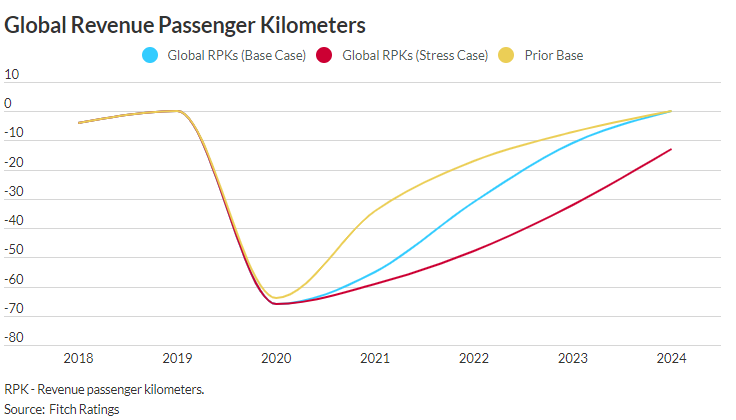 Global Revenue Passenger Kilometers
Global RPKs (Base Case) Global RPKs (Stress Case) Prior Base
10
0
-10
-20
-30
-40
-50
-60
-70
-80
2018 2019 2020 2021 2022 2023 2024
RPK - Revenue passenger kilometers.
Source: Fitch Ratings